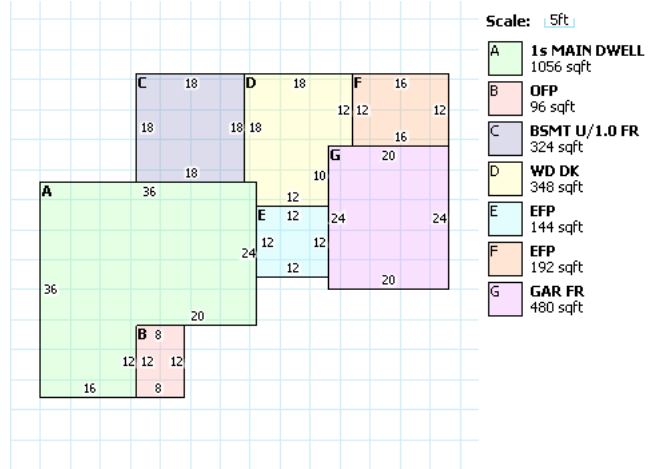 Scale: 5ft
A 1s MAIN DWELL
1056 sqft
B OFP
96 sqft
C BSMT U/1.0 FR
324 sqft
D WD DK
348 sqft
E EFP
144 sqft
F EFP
192 sqft
G GAR FR
480 sqft
C 18 D 18 F 16
12 12 12
18 18 18
16
G 20
18 10
A 36 12
E 12
24 24
12 12
24
12
36 20
20
B 8
12 12 12
16 8